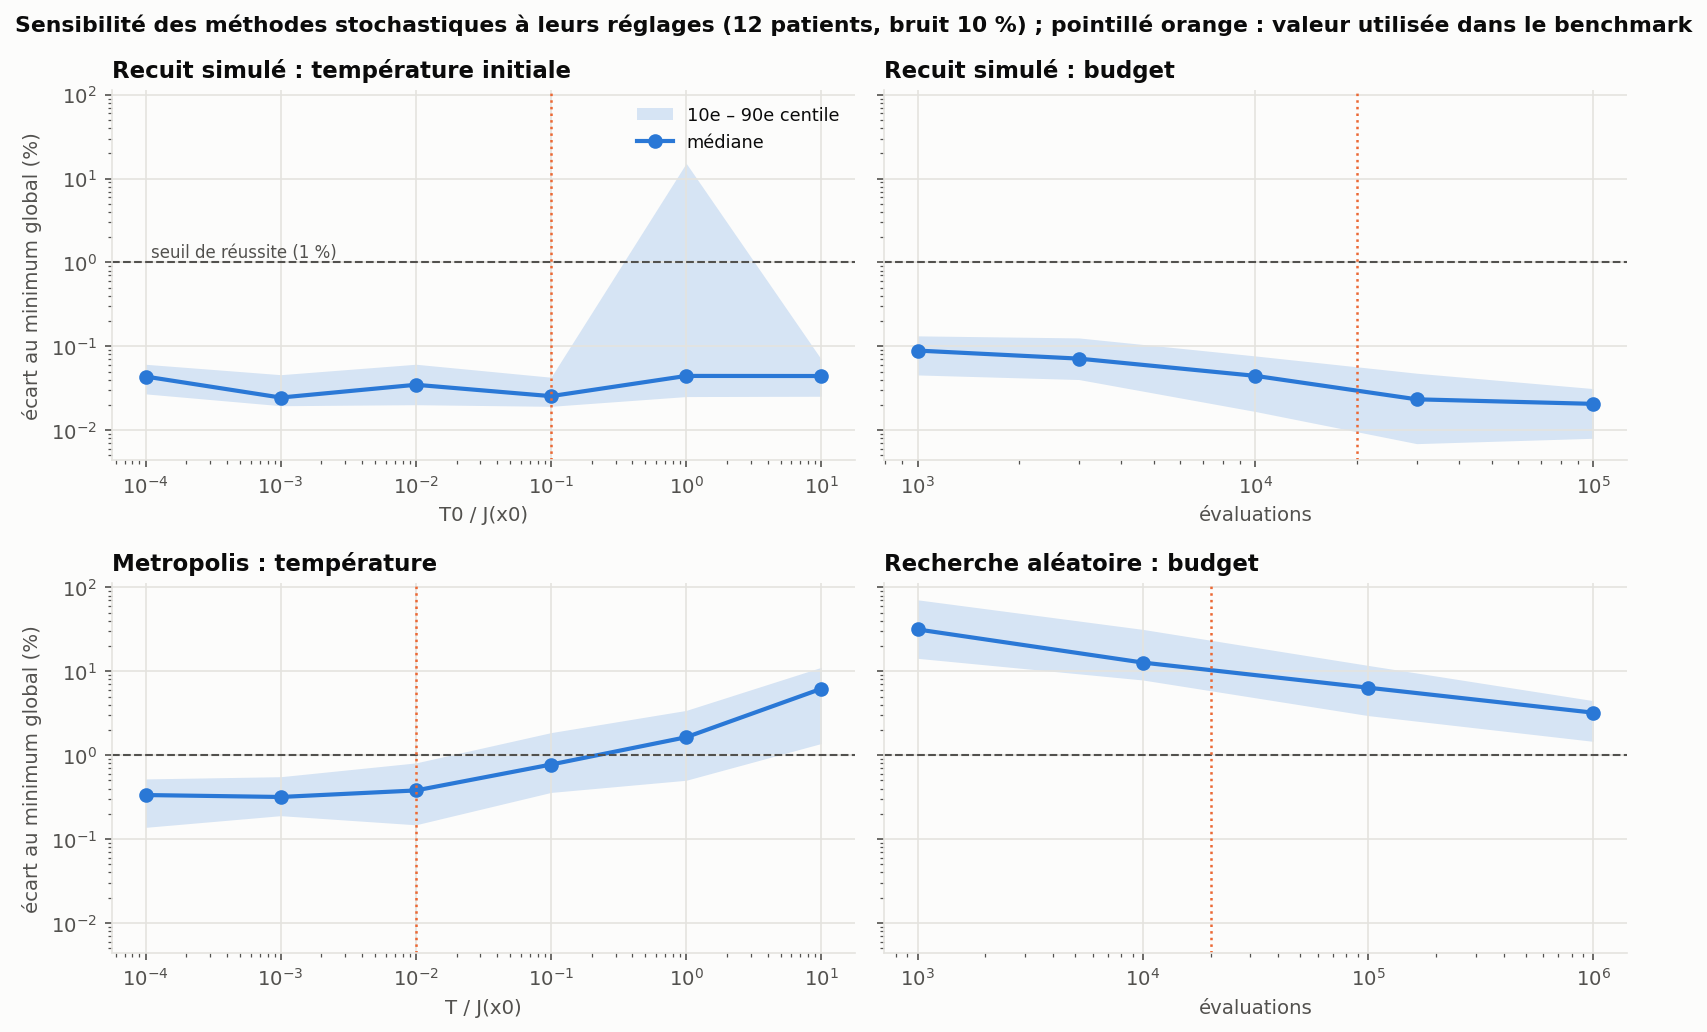 Sensibilité des méthodes stochastiques à leurs réglages (12 patients, bruit 10 %) ; pointillé orange : valeur utilisée dans le benchmark
Recuit simulé : température initiale
écart au minimum global (%)
10²
10¹
10⁰
10⁻¹
10⁻²
10e – 90e centile
médiane
seuil de réussite (1 %)
10⁻⁴ 10⁻³ 10⁻² 10⁻¹ 10⁰ 10¹
T0 / J(x0)
Recuit simulé : budget
10³ 10⁴ 10⁵
évaluations
Metropolis : température
écart au minimum global (%)
10²
10¹
10⁰
10⁻¹
10⁻²
10⁻⁴ 10⁻³ 10⁻² 10⁻¹ 10⁰ 10¹
T / J(x0)
Recherche aléatoire : budget
10³ 10⁴ 10⁵ 10⁶
évaluations